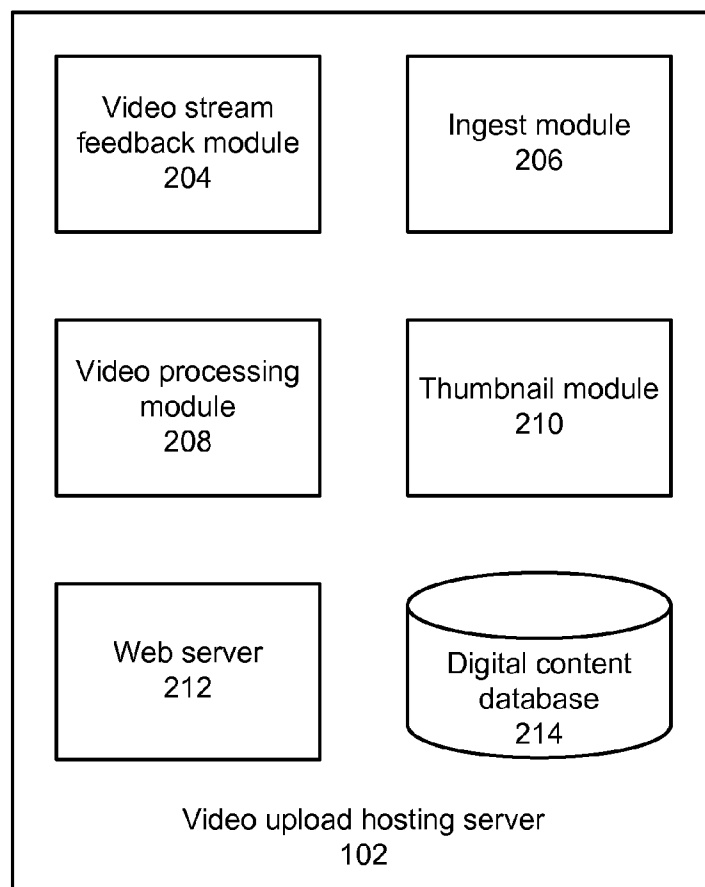 Video stream
feedback module
204
Ingest module
206
Video processing
module
208
Thumbnail module
210
Web server
212
Digital content
database
214
Video upload hosting server
102